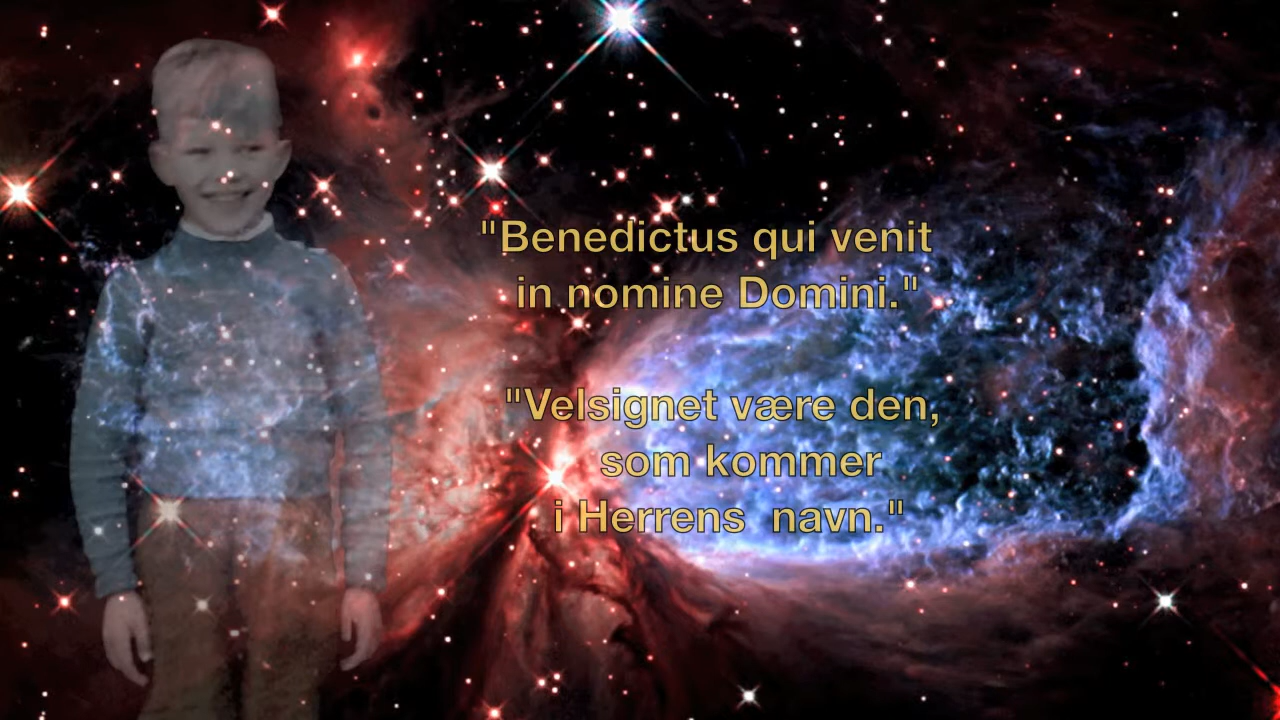 "Benedictus qui venit
in nomine Domini."
"Velsignet være den,
som kommer
i Herrens  navn."